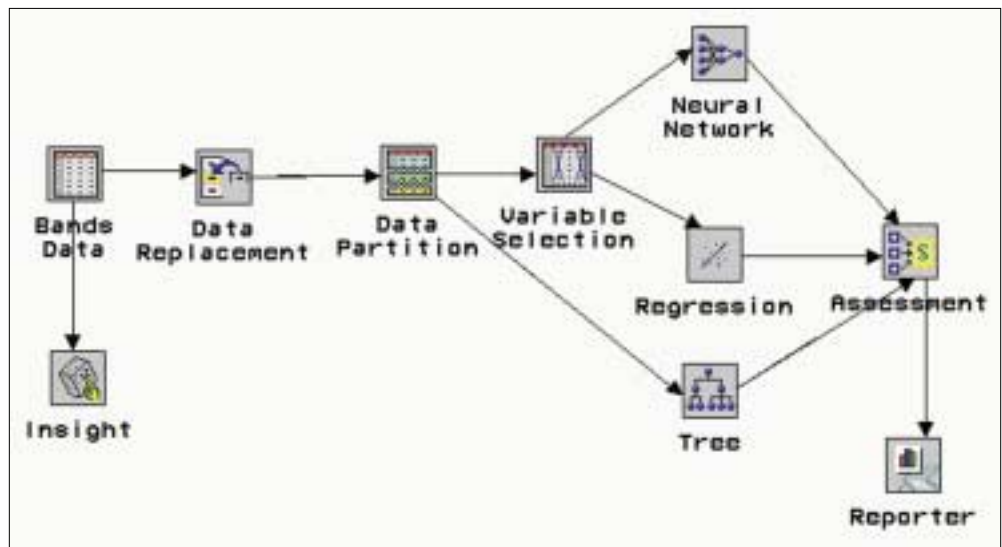 Neural
Network
Bands
Data
Data
Replacement
Data
Partition
Variable
Selection
Regression
Assessment
Insight
Tree
Reporter